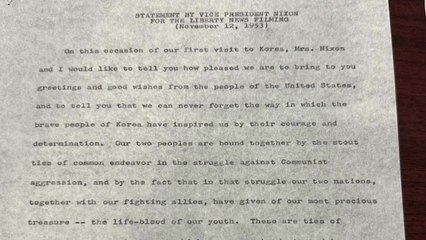 STATEMENT BY VICE PRESIDENT NIXON
FOR THE LIBERTY NEWS FILMING
(November 12, 1953)
On this occasion of our first visit to Korea, Mrs. Nixon
and I would like to tell you how pleased we are to bring to you
greetings and good wishes from the people of the United States,
and to tell you that we can never forget the way in which the
brave people of Korea have inspired us by their courage and
determination. Our two peoples are bound together by the stout
ties of common endeavor in the struggle against Communist
aggression, and by the fact that in that struggle our two nations,
together with our fighting allies, have given of our most precious
treasure -- the life-blood of our youth. These are ties of